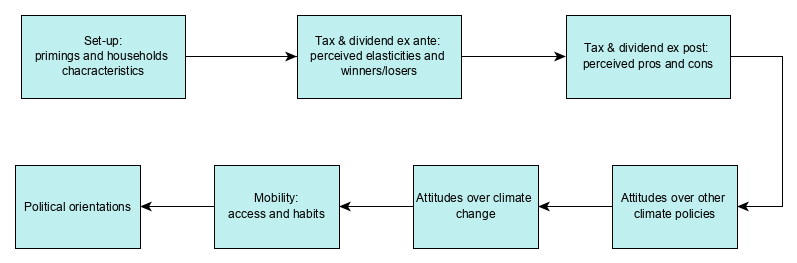 Set-up:
primings and households
chacracteristics
Tax & dividend ex ante:
perceived elasticities and
winners/losers
Tax & dividend ex post:
perceived pros and cons
Attitudes over other
climate policies
Attitudes over climate
change
Mobility:
access and habits
Political orientations